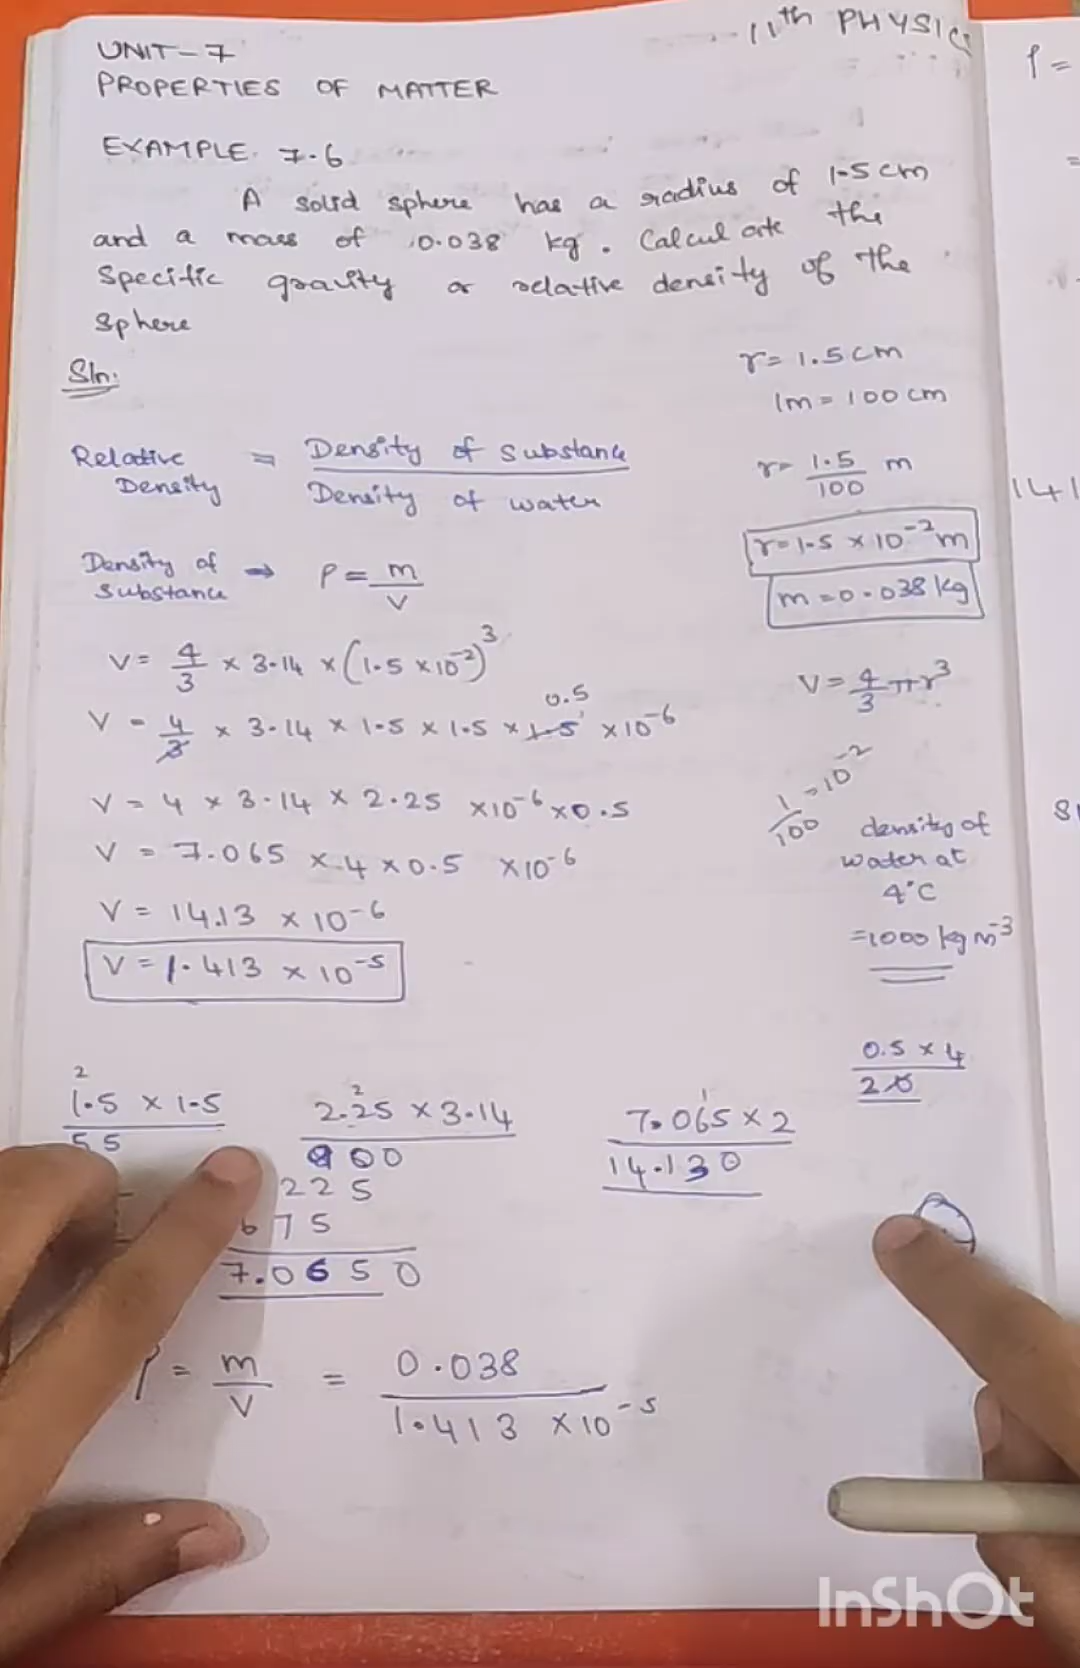 11th PHYSICS
UNIT-7
PROPERTIES OF MATTER
EXAMPLE. 7.6
A solid sphere has a radius of 1.5 cm
and a mass of 0.038 kg. Calculate the
specific gravity or relative density of the
sphere
Sln:
r = 1.5 cm
1m = 100 cm
r = 1.5/100 m
r = 1.5 × 10⁻² m
m = 0.038 kg
Relative Density = Density of substance / Density of water
Density of substance → ρ = m/V
V = 4/3 × 3.14 × (1.5 × 10⁻²)³
V = 4/3 πr³
0.5
V = 4/3 × 3.14 × 1.5 × 1.5 × 1.5 × 10⁻⁶
V = 4 × 3.14 × 2.25 × 10⁻⁶ × 0.5
1/100 = 10⁻²
V = 7.065 × 4 × 0.5 × 10⁻⁶
V = 14.13 × 10⁻⁶
V = 1.413 × 10⁻⁵
density of
water at
4°C
= 1000 kg m⁻³
0.5 × 4
20
2
1.5 × 1.5
55
2
2.25 × 3.14
900
225
675
7.0650
1
7.065 × 2
14.130
ρ = m/V = 0.038 / 1.413 × 10⁻⁵
ρ =
=
141
InShOt